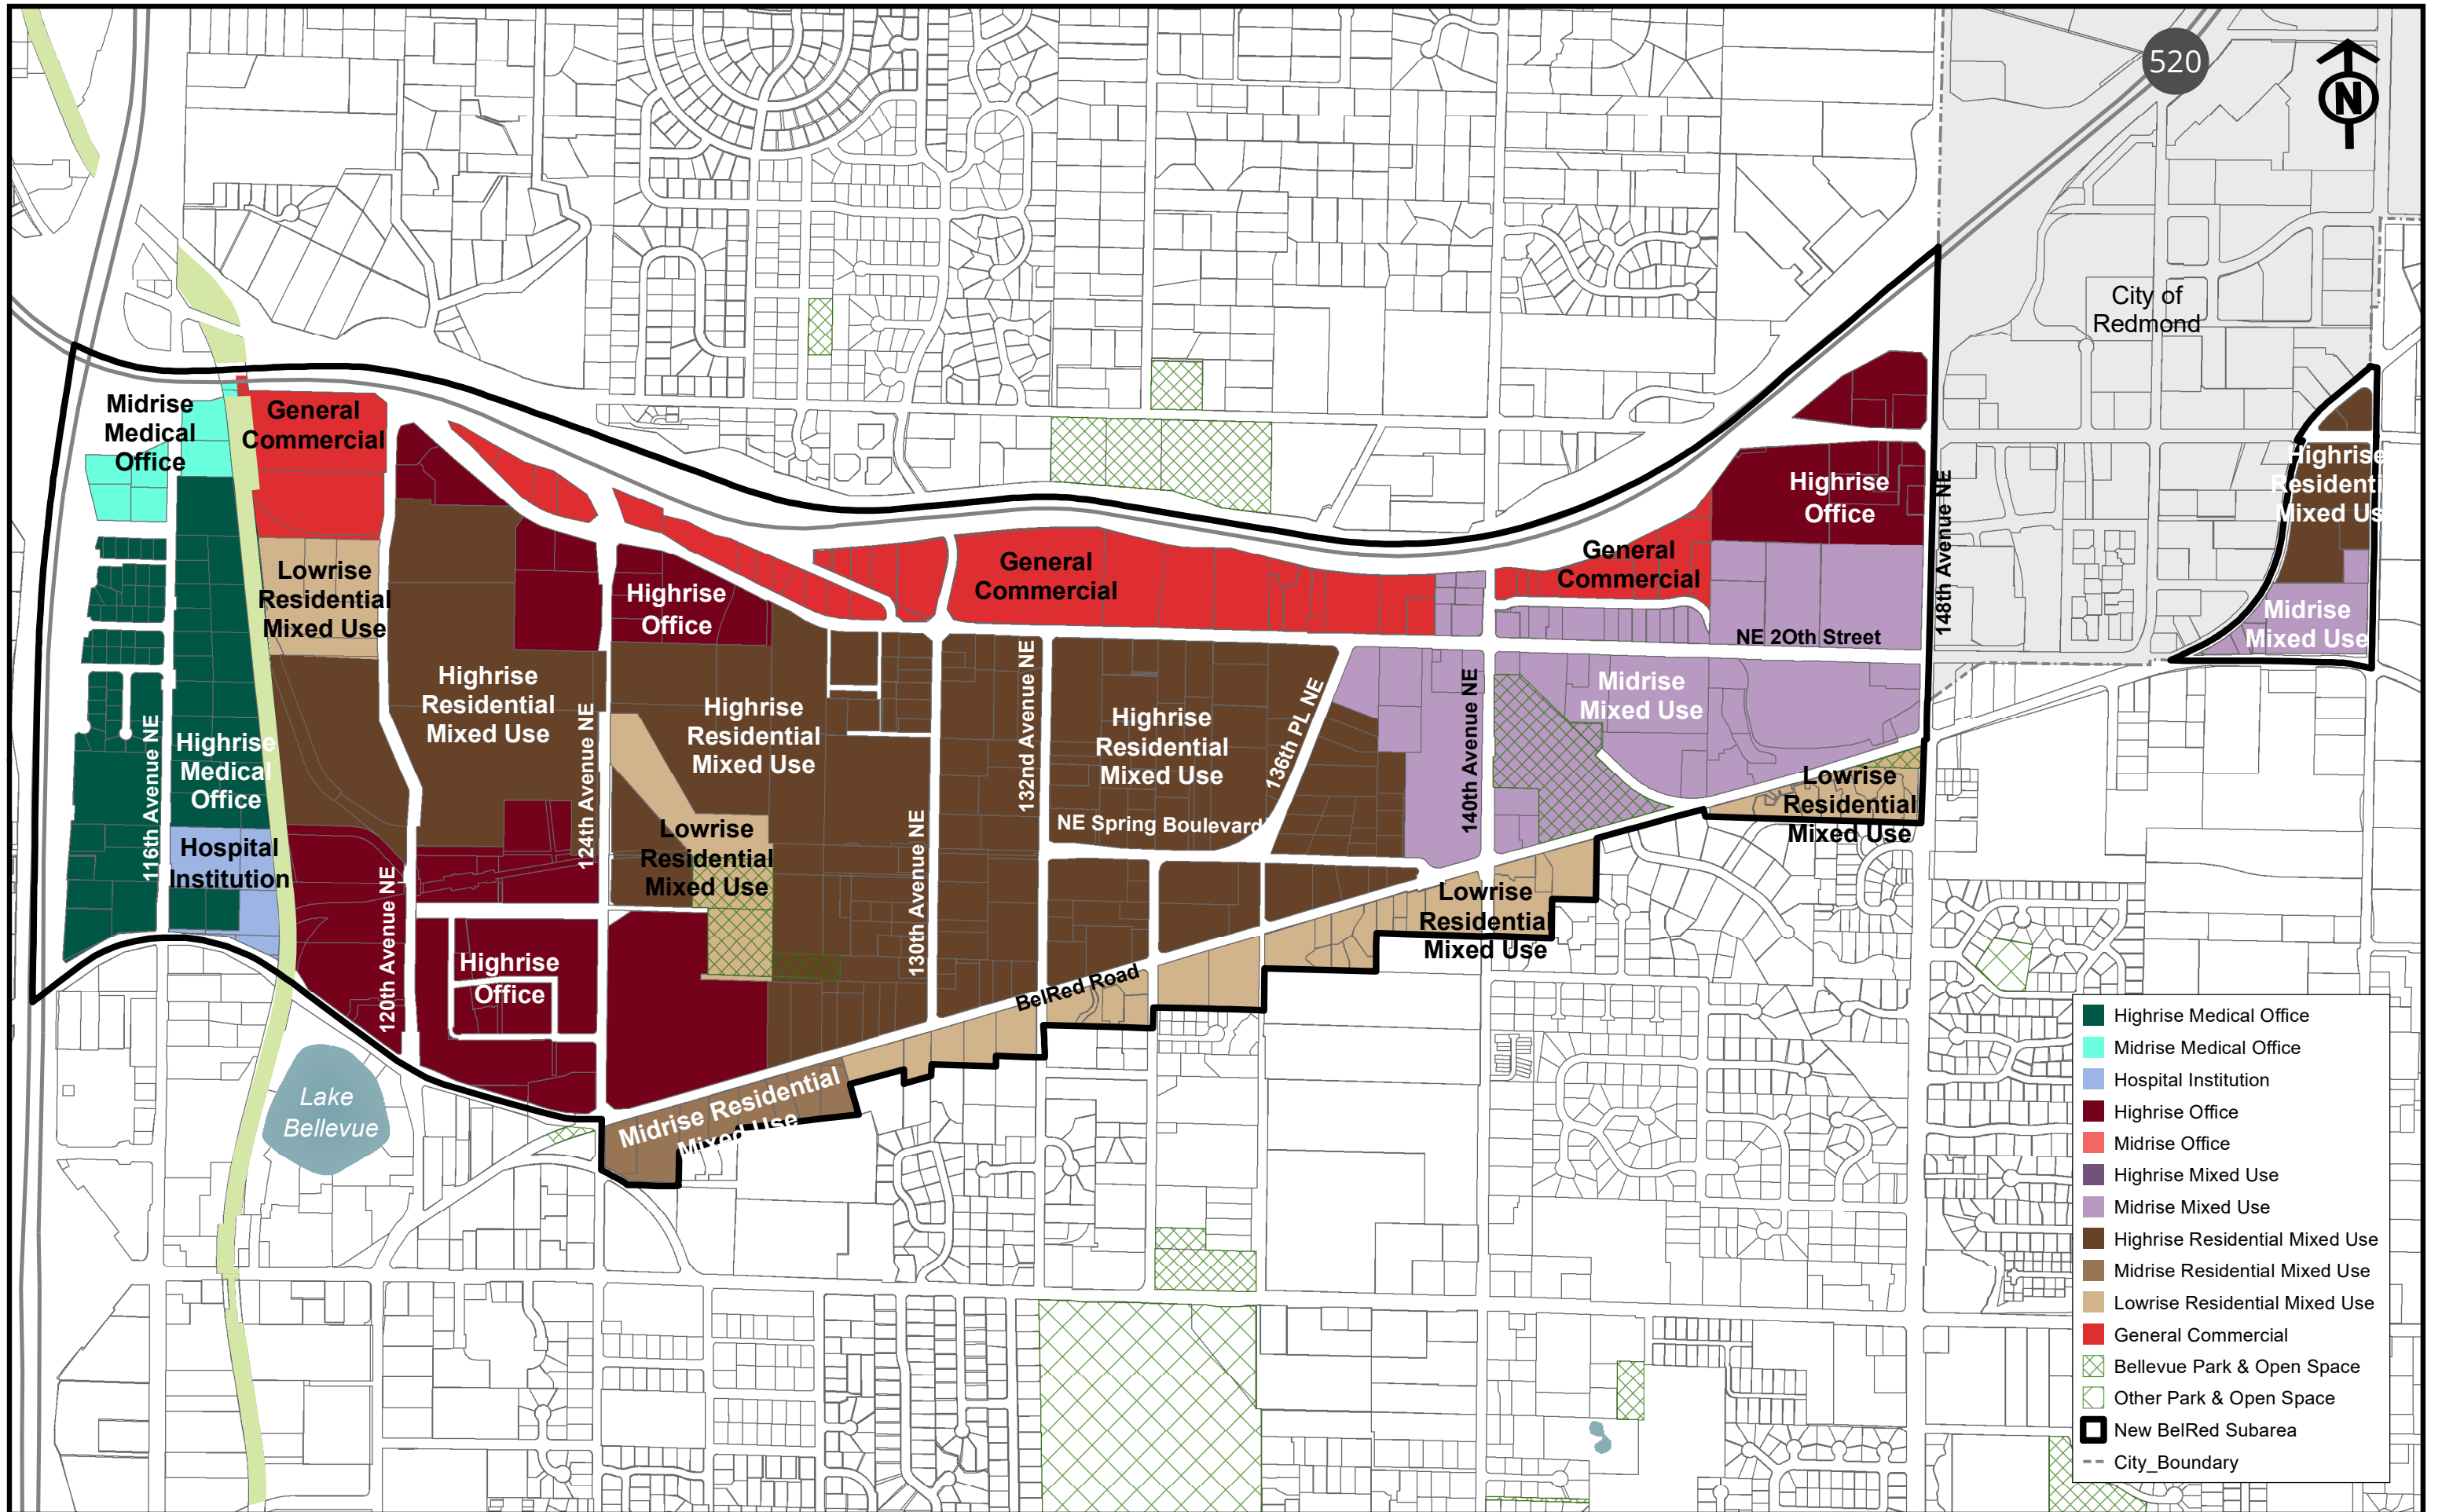 520
N
City of
Redmond
Midrise
Medical
Office
General
Commercial
Highrise
Residenti
Mixed Us
Highrise
Office
148th Avenue NE
General
Commercial
General
Commercial
Lowrise
Residential
Mixed Use
Highrise
Office
Midrise
Mixed Use
NE 2Oth Street
132nd Avenue NE
Highrise
Residential
Mixed Use
124th Avenue NE
Highrise
Residential
Mixed Use
Highrise
Residential
Mixed Use
136th PL NE
140th Avenue NE
Midrise
Mixed Use
116th Avenue NE
Highrise
Medical
Office
Lowrise
Residential
Mixed Use
NE Spring Boulevard
Lowrise
Residential
Mixed Use
Hospital
Institution
120th Avenue NE
130th Avenue NE
Lowrise
Residential
Mixed Use
Highrise
Office
BelRed Road
Midrise Residential
Mixed Use
Lake
Bellevue
Highrise Medical Office
Midrise Medical Office
Hospital Institution
Highrise Office
Midrise Office
Highrise Mixed Use
Midrise Mixed Use
Highrise Residential Mixed Use
Midrise Residential Mixed Use
Lowrise Residential Mixed Use
General Commercial
Bellevue Park & Open Space
Other Park & Open Space
New BelRed Subarea
City_Boundary